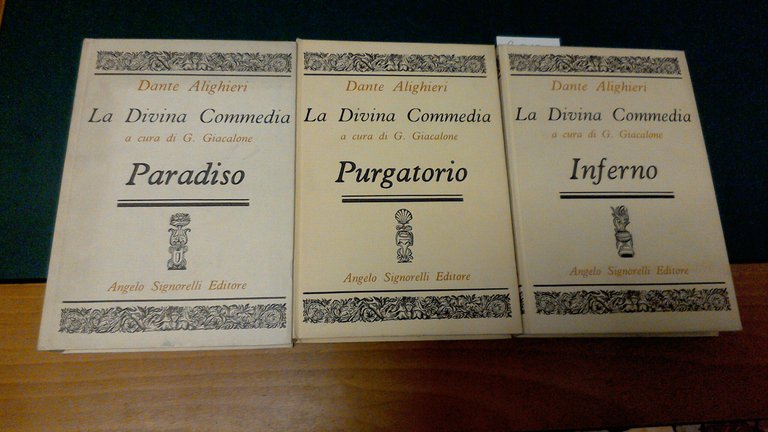 Dante Alighieri
La Divina Commedia
a cura di G. Giacalone
Paradiso
Angelo Signorelli Editore
Dante Alighieri
La Divina Commedia
a cura di G. Giacalone
Purgatorio
Angelo Signorelli Editore
Dante Alighieri
La Divina Commedia
a cura di G. Giacalone
Inferno
Angelo Signorelli Editore